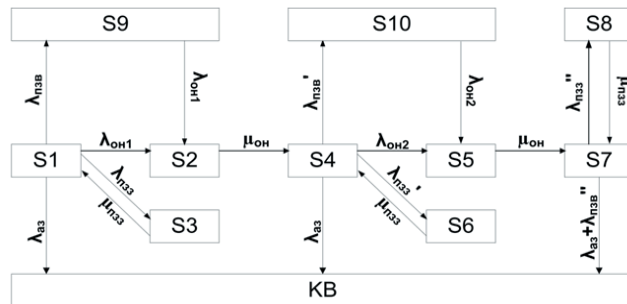 S9 S10 S8
λпзв λон1 λпзв' λон2 λпзз'' μпзз
λон1 μон λон2 μон
S1 S2 S4 S5 S7
λпзз λпзз'
μпзз μпзз
S3 S6
λаз λаз λаз+λпзв''
КВ